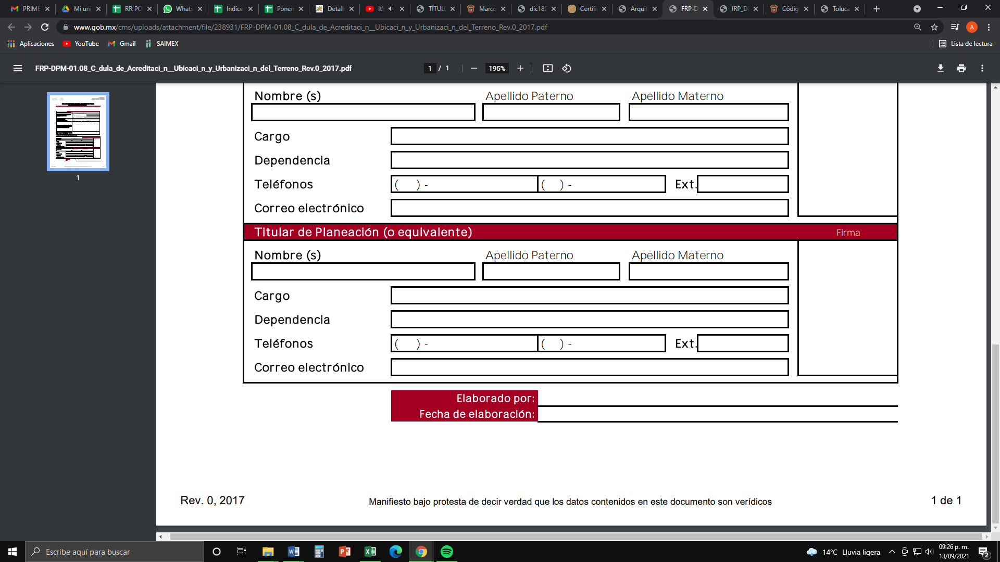 PRIME
Mi uni
RR PO
Whats
Indice
Ponen
Detall
It's
TÍTUL
Marco
dic185
Certifi
Arquit
FRP-D
IRP_D
Códig
Toluca
www.gob.mx/cms/uploads/attachment/file/238931/FRP-DPM-01.08_C_dula_de_Acreditaci_n__Ubicaci_n_y_Urbanizaci_n_del_Terreno_Rev.0_2017.pdf
A
Aplicaciones
YouTube
Gmail
SAIMEX
Lista de lectura
FRP-DPM-01.08_C_dula_de_Acreditaci_n__Ubicaci_n_y_Urbanizaci_n_del_Terreno_Rev.0_2017.pdf
1 / 1
195%
1
Nombre (s) Apellido Paterno Apellido Materno
Cargo
Dependencia
Teléfonos ( ) - ( ) - Ext.
Correo electrónico
Titular de Planeación (o equivalente) Firma
Nombre (s) Apellido Paterno Apellido Materno
Cargo
Dependencia
Teléfonos ( ) - ( ) - Ext.
Correo electrónico
Elaborado por:
Fecha de elaboración:
Rev. 0, 2017 Manifiesto bajo protesta de decir verdad que los datos contenidos en este documento son verídicos 1 de 1
Escribe aquí para buscar
14°C Lluvia ligera
09:26 p. m.
13/09/2021
2